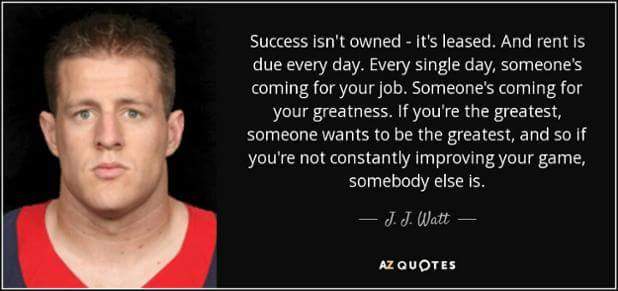 Success isn't owned - it's leased. And rent is
due every day. Every single day, someone's
coming for your job. Someone's coming for
your greatness. If you're the greatest,
someone wants to be the greatest, and so if
you're not constantly improving your game,
somebody else is.
— J. J. Watt —
AZ QUOTES